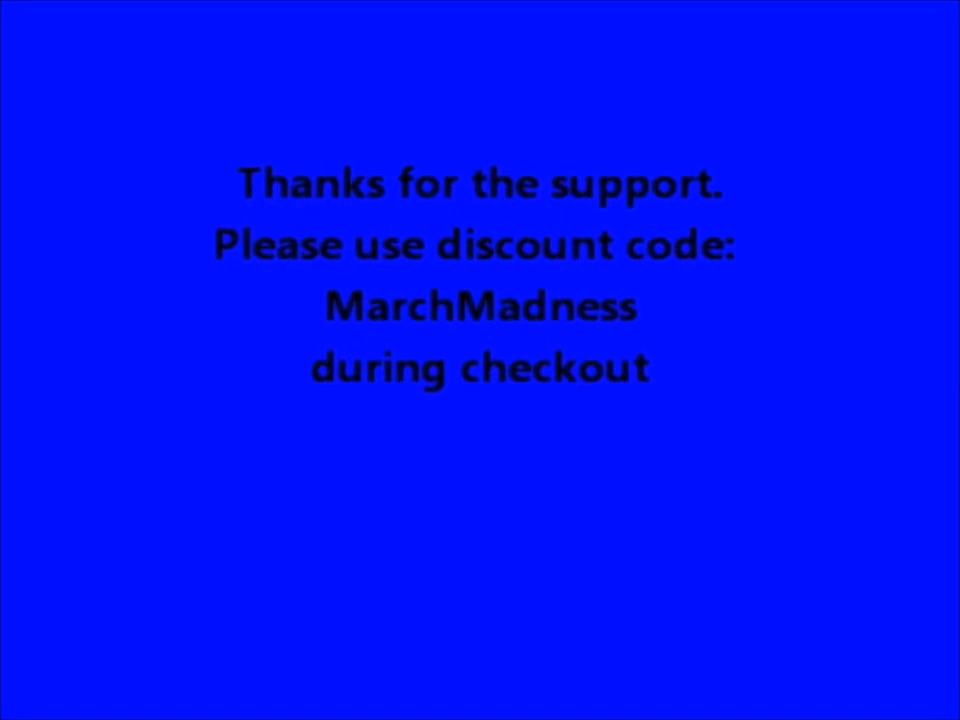 Thanks for the support.
Please use discount code:
MarchMadness
during checkout